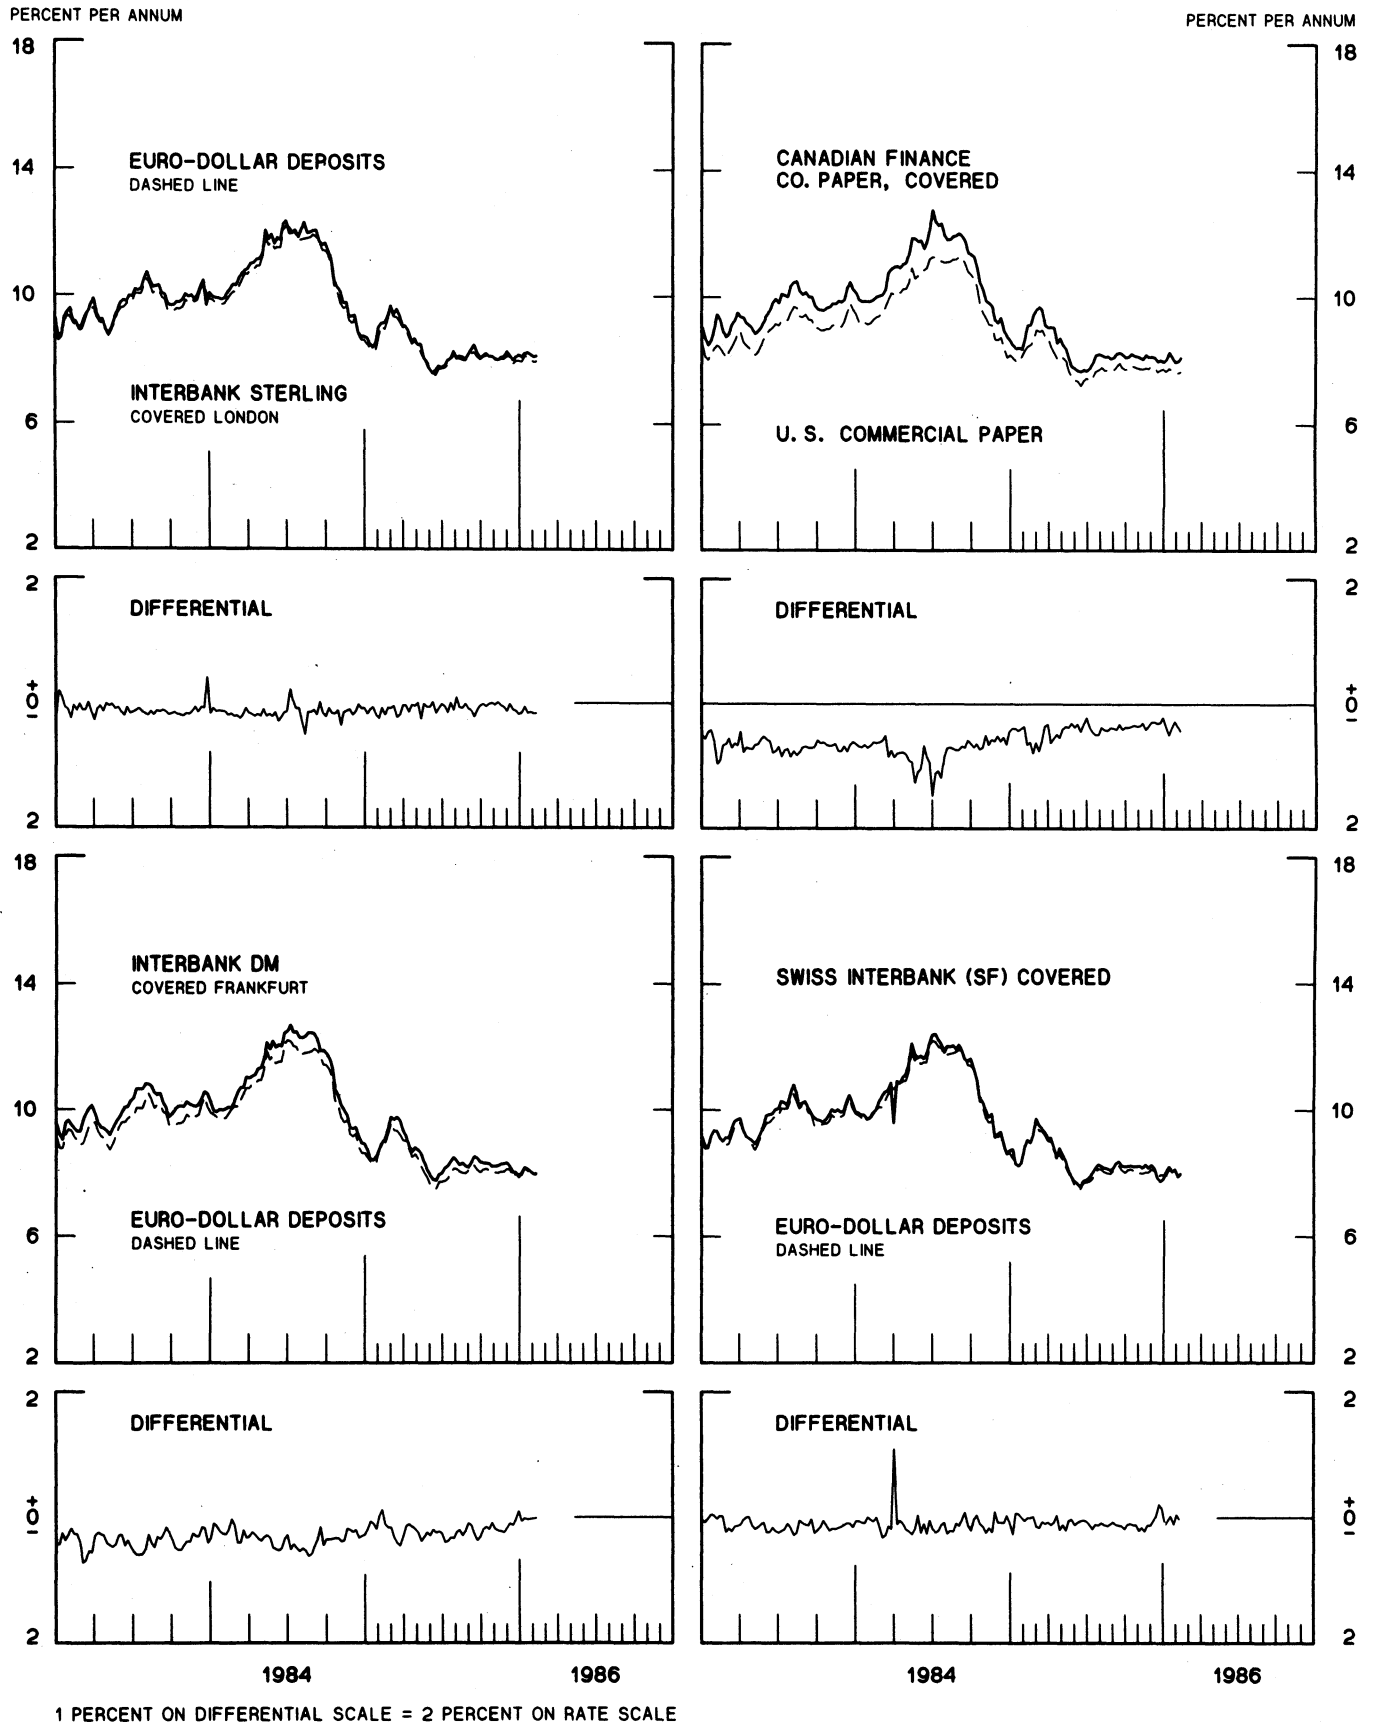 PERCENT PER ANNUM
PERCENT PER ANNUM
18
14
10
6
2
EURO-DOLLAR DEPOSITS
DASHED LINE
INTERBANK STERLING
COVERED LONDON
CANADIAN FINANCE
CO. PAPER, COVERED
U. S. COMMERCIAL PAPER
18
14
10
6
2
2
+
0
−
2
DIFFERENTIAL
DIFFERENTIAL
2
+
0
−
2
18
14
10
6
2
INTERBANK DM
COVERED FRANKFURT
EURO-DOLLAR DEPOSITS
DASHED LINE
SWISS INTERBANK (SF) COVERED
EURO-DOLLAR DEPOSITS
DASHED LINE
18
14
10
6
2
2
+
0
−
2
DIFFERENTIAL
DIFFERENTIAL
2
+
0
−
2
1984
1986
1984
1986
1 PERCENT ON DIFFERENTIAL SCALE = 2 PERCENT ON RATE SCALE